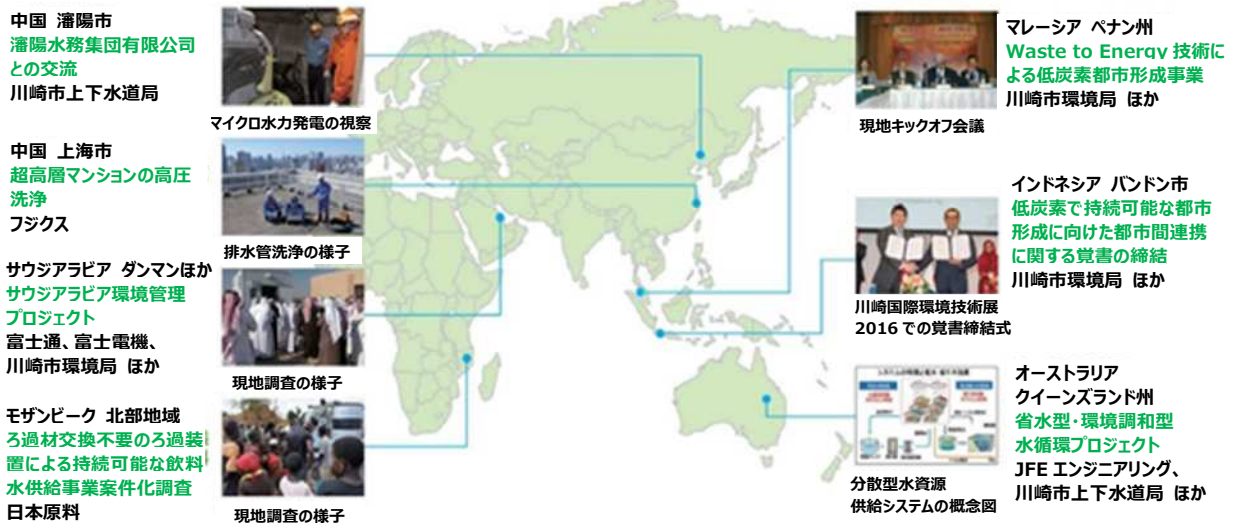 中国 瀋陽市
瀋陽水務集団有限公司
との交流
川崎市上下水道局
マイクロ水力発電の視察
中国 上海市
超高層マンションの高圧
洗浄
フジクス
排水管洗浄の様子
サウジアラビア ダンマンほか
サウジアラビア環境管理
プロジェクト
富士通、富士電機、
川崎市環境局 ほか
現地調査の様子
モザンビーク 北部地域
ろ過材交換不要のろ過装
置による持続可能な飲料
水供給事業案件化調査
日本原料
現地調査の様子
マレーシア ペナン州
Waste to Energy 技術に
よる低炭素都市形成事業
川崎市環境局 ほか
現地キックオフ会議
インドネシア バンドン市
低炭素で持続可能な都市
形成に向けた都市間連携
に関する覚書の締結
川崎市環境局 ほか
川崎国際環境技術展
2016 での覚書締結式
オーストラリア
クイーンズランド州
省水型・環境調和型
水循環プロジェクト
JFE エンジニアリング、
川崎市上下水道局 ほか
分散型水資源
供給システムの概念図